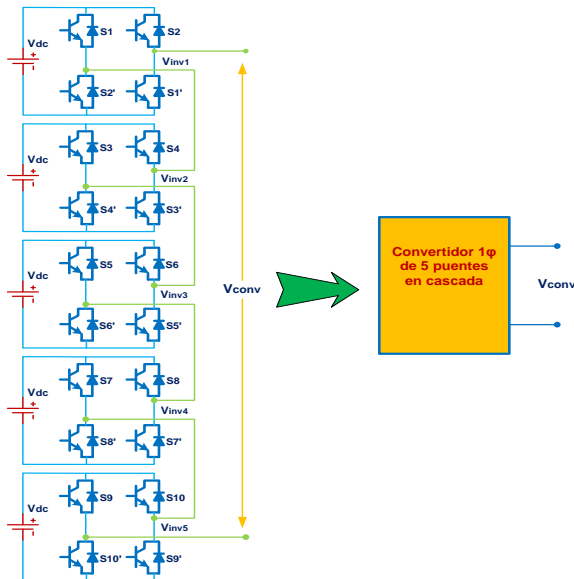 Vdc
S1
S2
Vinv1
S2'
S1'
Vdc
S3
S4
Vinv2
S4'
S3'
Vdc
S5
S6
Vinv3
S6'
S5'
Vdc
S7
S8
Vinv4
S8'
S7'
Vdc
S9
S10
Vinv5
S10'
S9'
Vconv
Convertidor 1φ
de 5 puentes
en cascada
Vconv